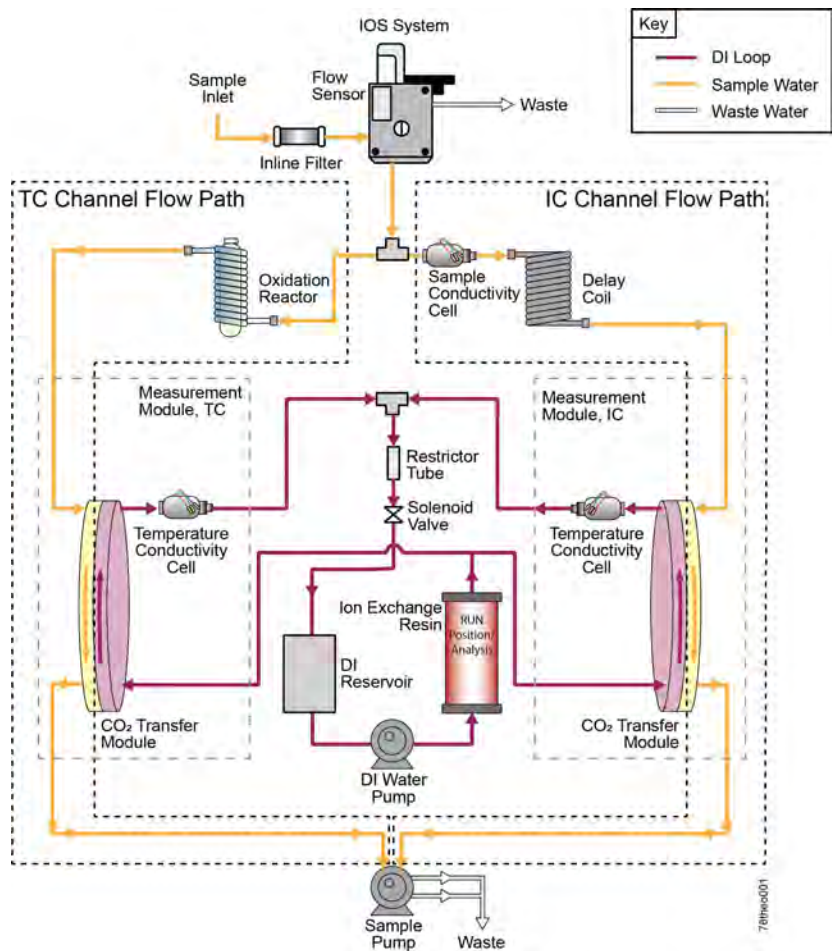 IOS System
Key
DI Loop
Sample Water
Waste Water
Sample
Inlet
Flow
Sensor
Waste
Inline Filter
TC Channel Flow Path
IC Channel Flow Path
Oxidation
Reactor
Sample
Conductivity
Cell
Delay
Coil
Measurement
Module, TC
Measurement
Module, IC
Restrictor
Tube
Solenoid
Valve
Temperature
Conductivity
Cell
Temperature
Conductivity
Cell
Ion Exchange
Resin
RUN
Position/
Analysis
DI
Reservoir
CO₂ Transfer
Module
CO₂ Transfer
Module
DI Water
Pump
Sample
Pump
Waste
78theo001